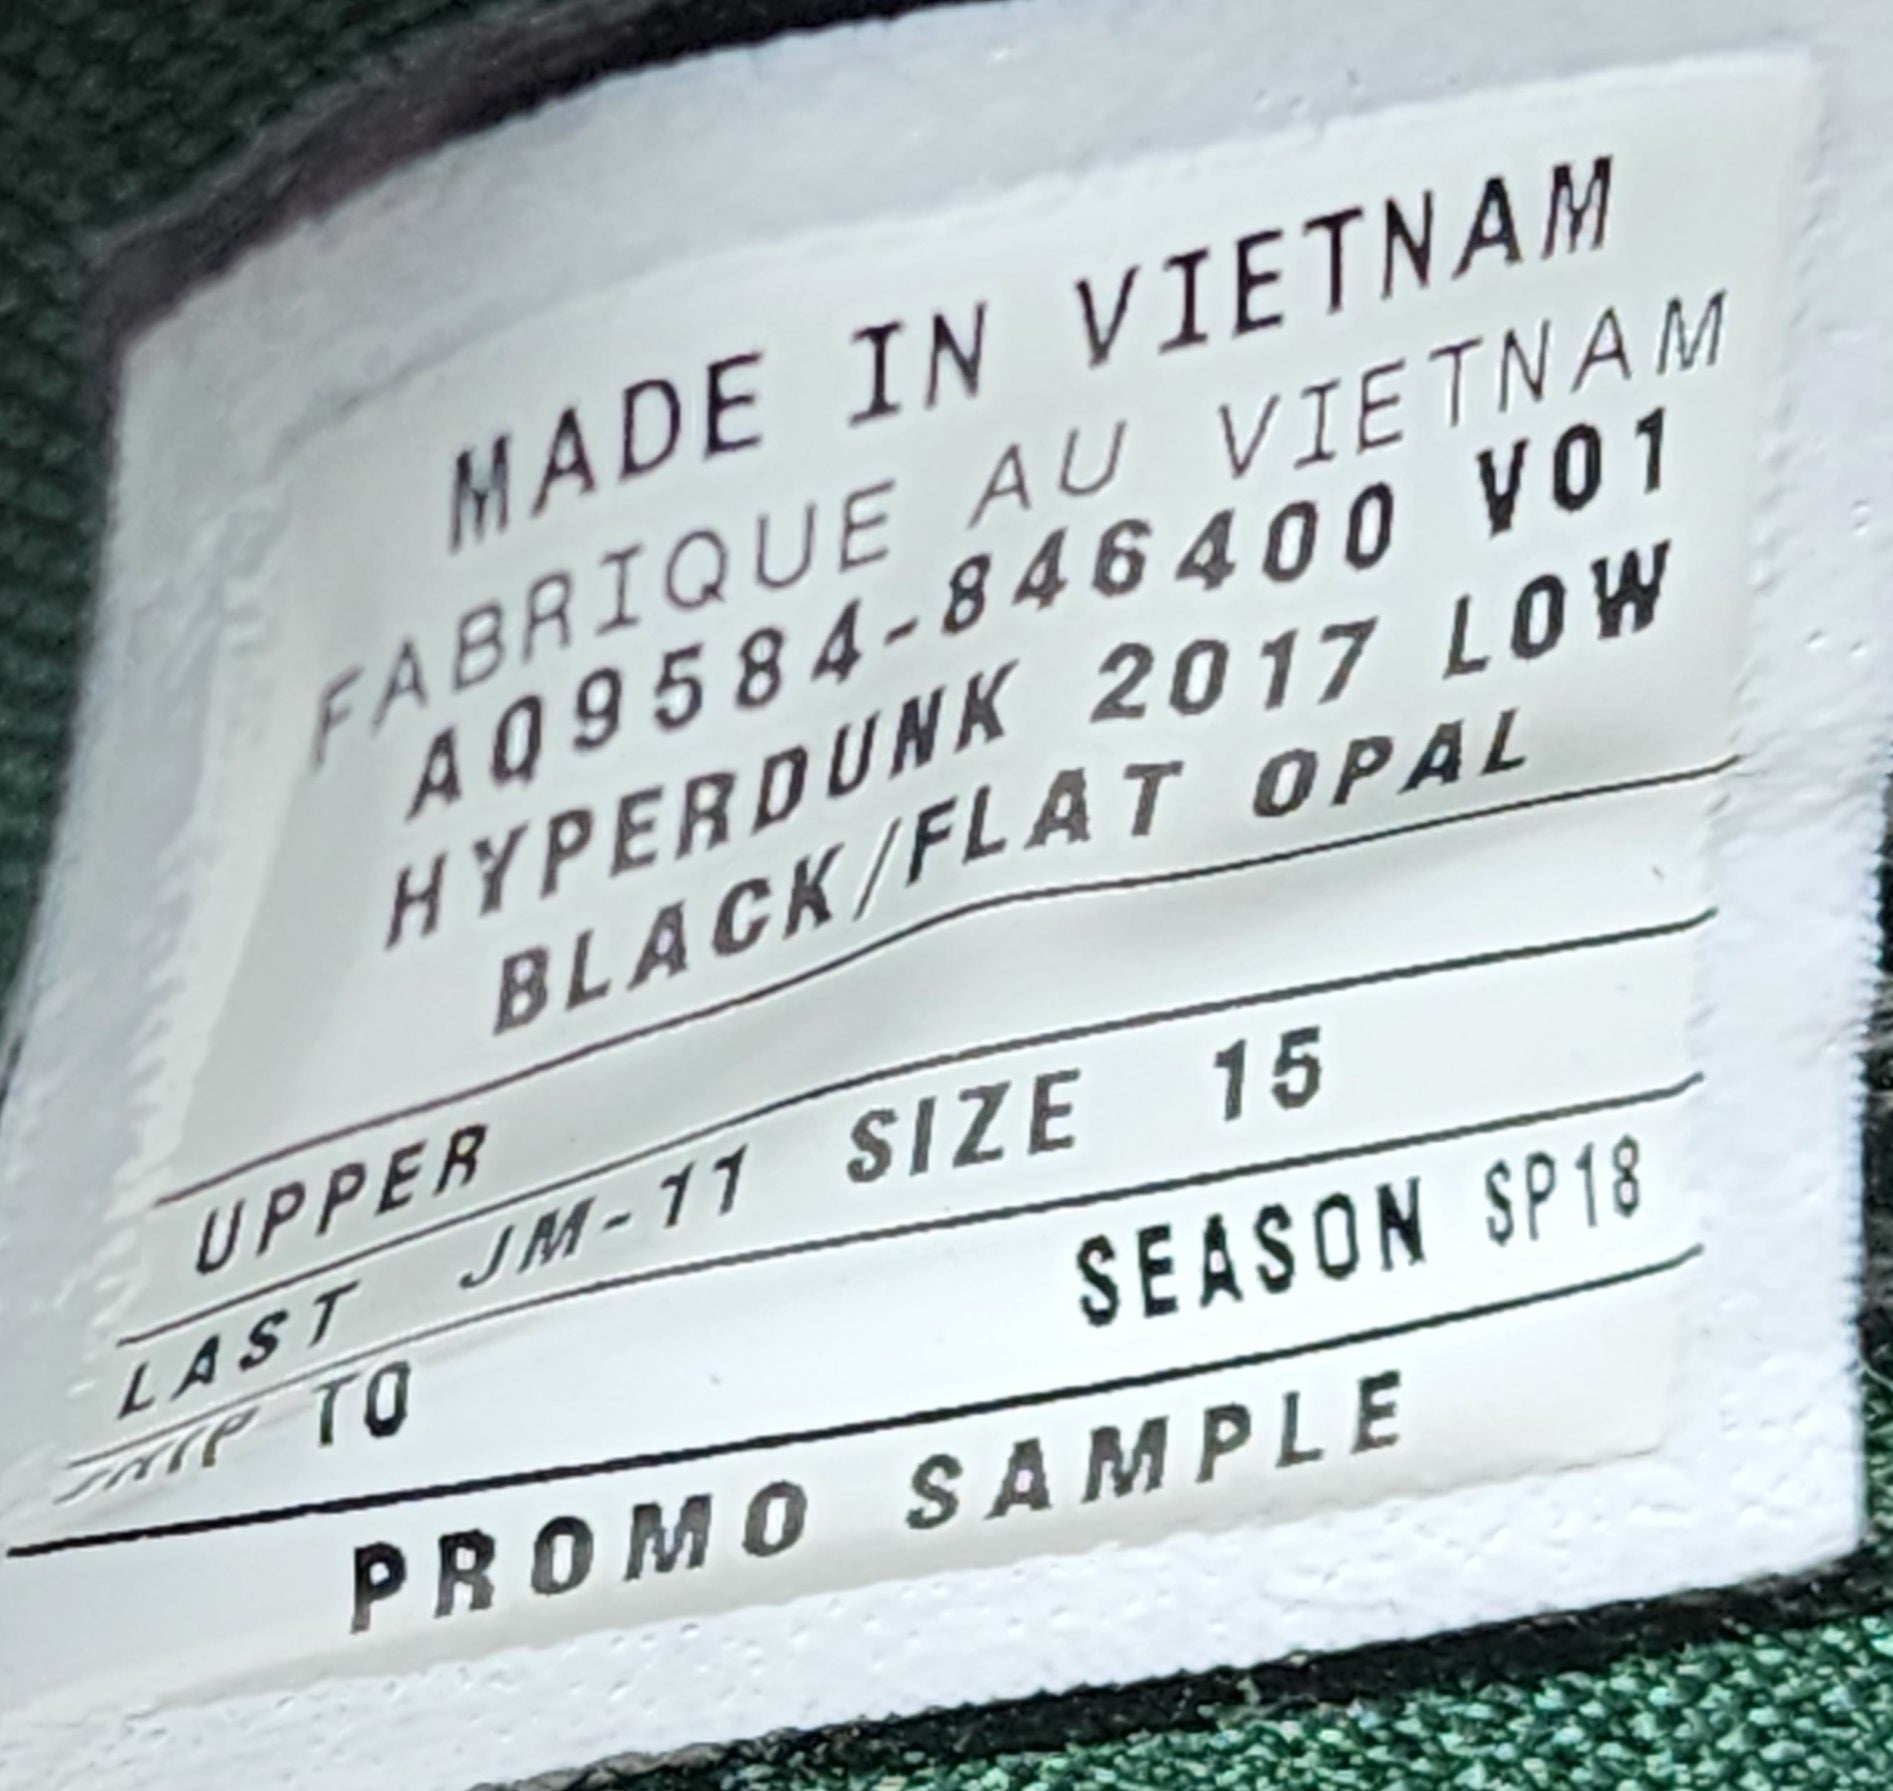 MADE IN VIETNAM
FABRIQUE AU VIETNAM
AQ9584-846400 V01
HYPERDUNK 2017 LOW
BLACK/FLAT OPAL
UPPER
LAST JM-11 SIZE 15
SHIP TO SEASON SP18
PROMO SAMPLE